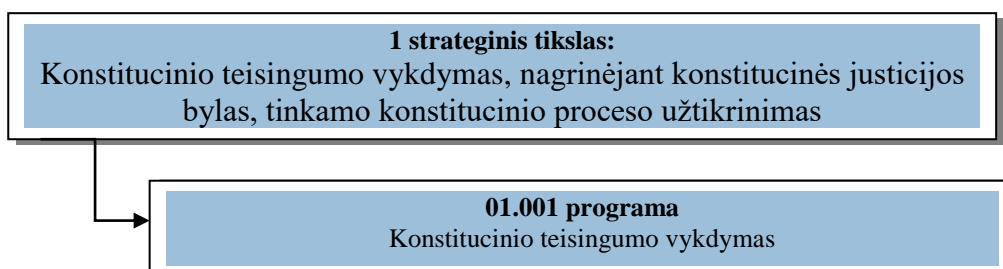 1 strateginis tikslas:
Konstitucinio teisingumo vykdymas, nagrinėjant konstitucinės justicijos
bylas, tinkamo konstitucinio proceso užtikrinimas
01.001 programa
Konstitucinio teisingumo vykdymas